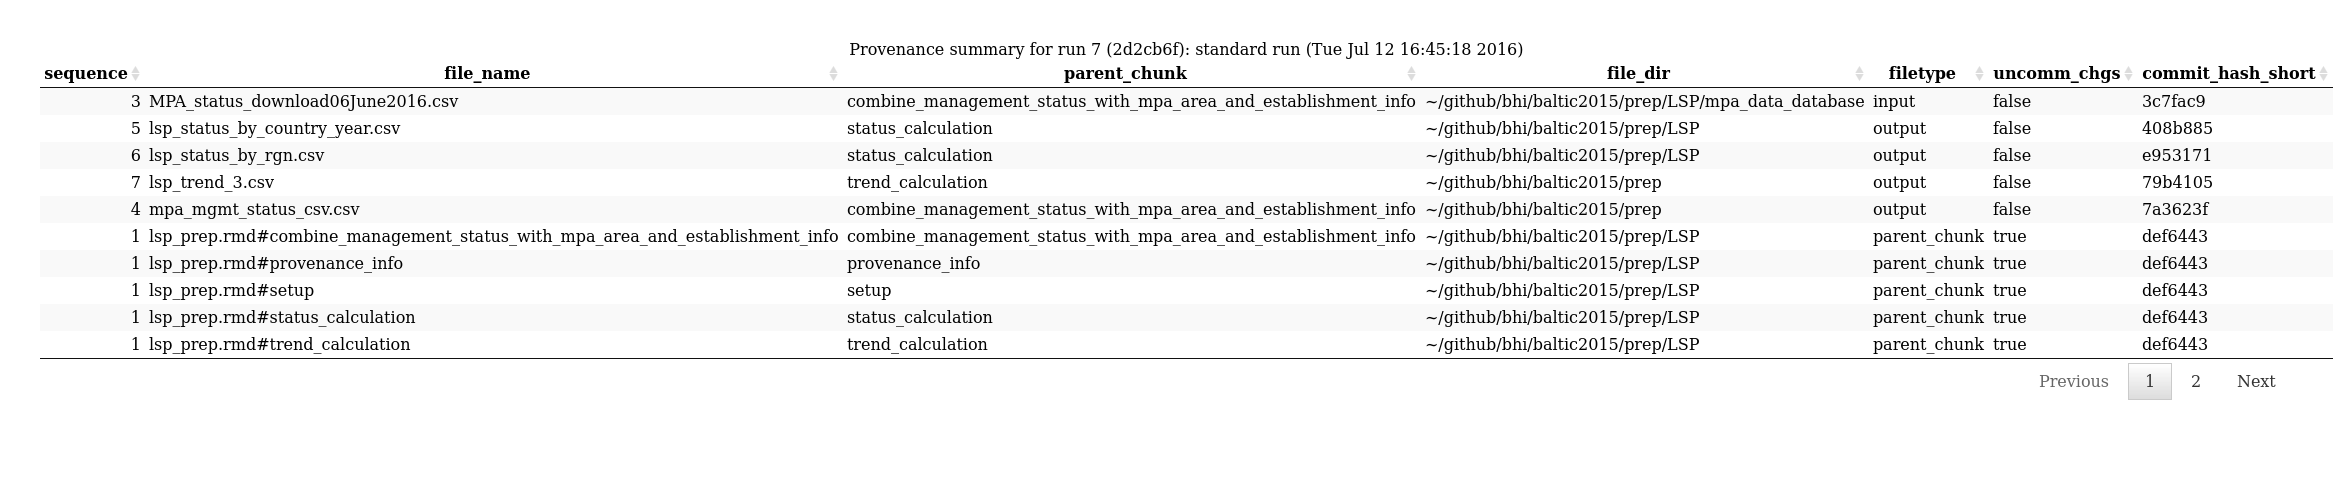 Provenance summary for run 7 (2d2cb6f): standard run (Tue Jul 12 16:45:18 2016)
sequence file_name parent_chunk file_dir filetype uncomm_chgs commit_hash_short
3 MPA_status_download06June2016.csv combine_management_status_with_mpa_area_and_establishment_info ~/github/bhi/baltic2015/prep/LSP/mpa_data_database input false 3c7fac9
5 lsp_status_by_country_year.csv status_calculation ~/github/bhi/baltic2015/prep/LSP output false 408b885
6 lsp_status_by_rgn.csv status_calculation ~/github/bhi/baltic2015/prep/LSP output false e953171
7 lsp_trend_3.csv trend_calculation ~/github/bhi/baltic2015/prep output false 79b4105
4 mpa_mgmt_status_csv.csv combine_management_status_with_mpa_area_and_establishment_info ~/github/bhi/baltic2015/prep output false 7a3623f
1 lsp_prep.rmd#combine_management_status_with_mpa_area_and_establishment_info combine_management_status_with_mpa_area_and_establishment_info ~/github/bhi/baltic2015/prep/LSP parent_chunk true def6443
1 lsp_prep.rmd#provenance_info provenance_info ~/github/bhi/baltic2015/prep/LSP parent_chunk true def6443
1 lsp_prep.rmd#setup setup ~/github/bhi/baltic2015/prep/LSP parent_chunk true def6443
1 lsp_prep.rmd#status_calculation status_calculation ~/github/bhi/baltic2015/prep/LSP parent_chunk true def6443
1 lsp_prep.rmd#trend_calculation trend_calculation ~/github/bhi/baltic2015/prep/LSP parent_chunk true def6443
Previous 1 2 Next